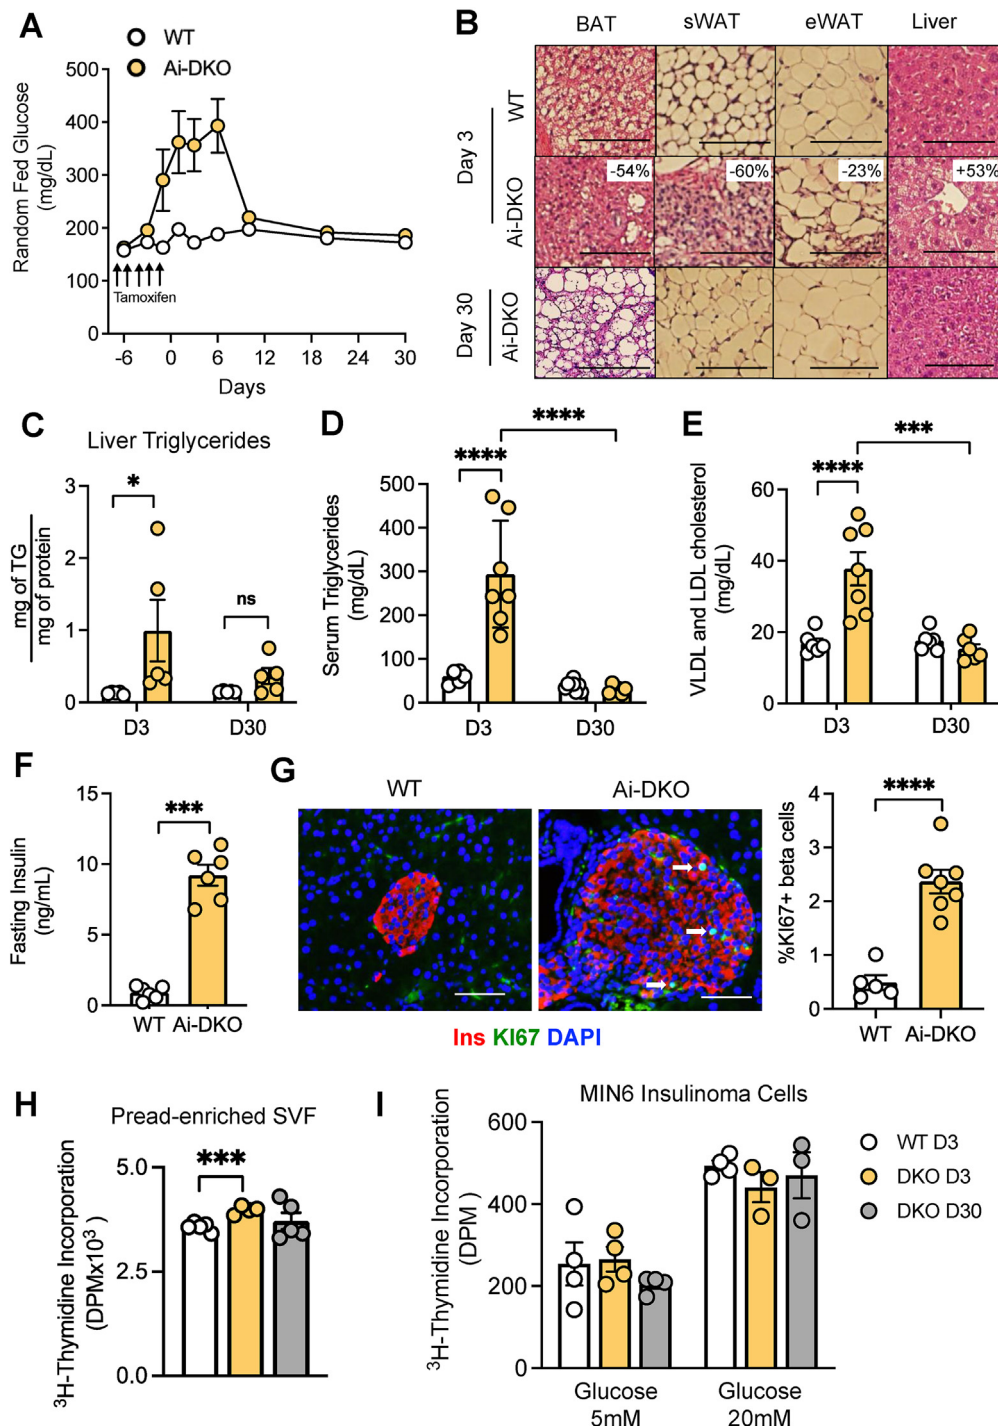 A
WT
Ai-DKO
Random Fed Glucose
(mg/dL)
500
400
300
200
100
0
Tamoxifen
-6 0 6 12 18 24 30
Days
B
BAT sWAT eWAT Liver
Day 3
WT
Ai-DKO
-54% -60% -23% +53%
Day 30
Ai-DKO
C
Liver Triglycerides
mg of TG
mg of protein
3
2
1
0
*
ns
D3 D30
D
Serum Triglycerides
(mg/dL)
500
400
300
200
100
0
****
****
D3 D30
E
VLDL and LDL cholesterol
(mg/dL)
60
40
20
0
***
****
D3 D30
F
Fasting Insulin
(ng/mL)
15
10
5
0
***
WT Ai-DKO
G
WT Ai-DKO
Ins KI67 DAPI
%KI67+ beta cells
4
3
2
1
0
****
WT Ai-DKO
H
Pread-enriched SVF
³H-Thymidine Incorporation
(DPMx10³)
5.0
2.5
0.0
***
I
MIN6 Insulinoma Cells
³H-Thymidine Incorporation
(DPM)
600
400
200
0
Glucose Glucose
5mM 20mM
WT D3
DKO D3
DKO D30